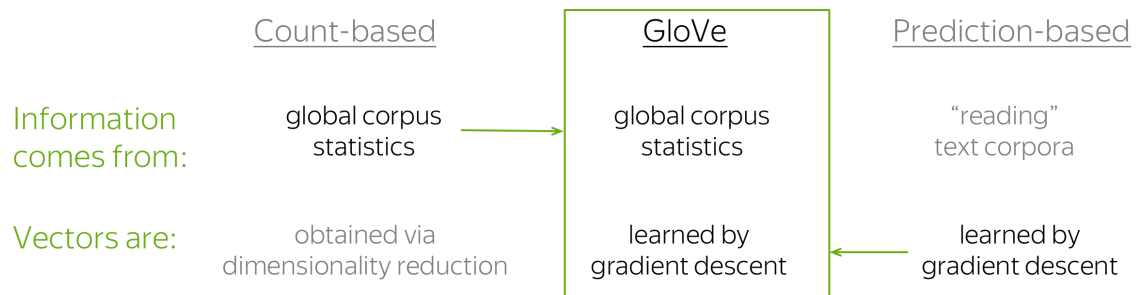 Count-based
GloVe
Prediction-based
Information
comes from:
global corpus
statistics
global corpus
statistics
“reading”
text corpora
Vectors are:
obtained via
dimensionality reduction
learned by
gradient descent
learned by
gradient descent